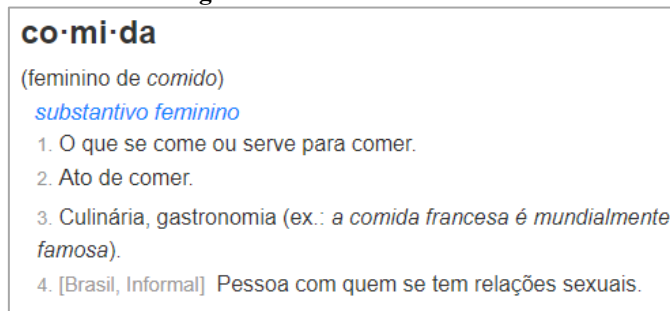 co·mi·da
(feminino de comido)
substantivo feminino
1. O que se come ou serve para comer.
2. Ato de comer.
3. Culinária, gastronomia (ex.: a comida francesa é mundialmente
famosa).
4. [Brasil, Informal] Pessoa com quem se tem relações sexuais.